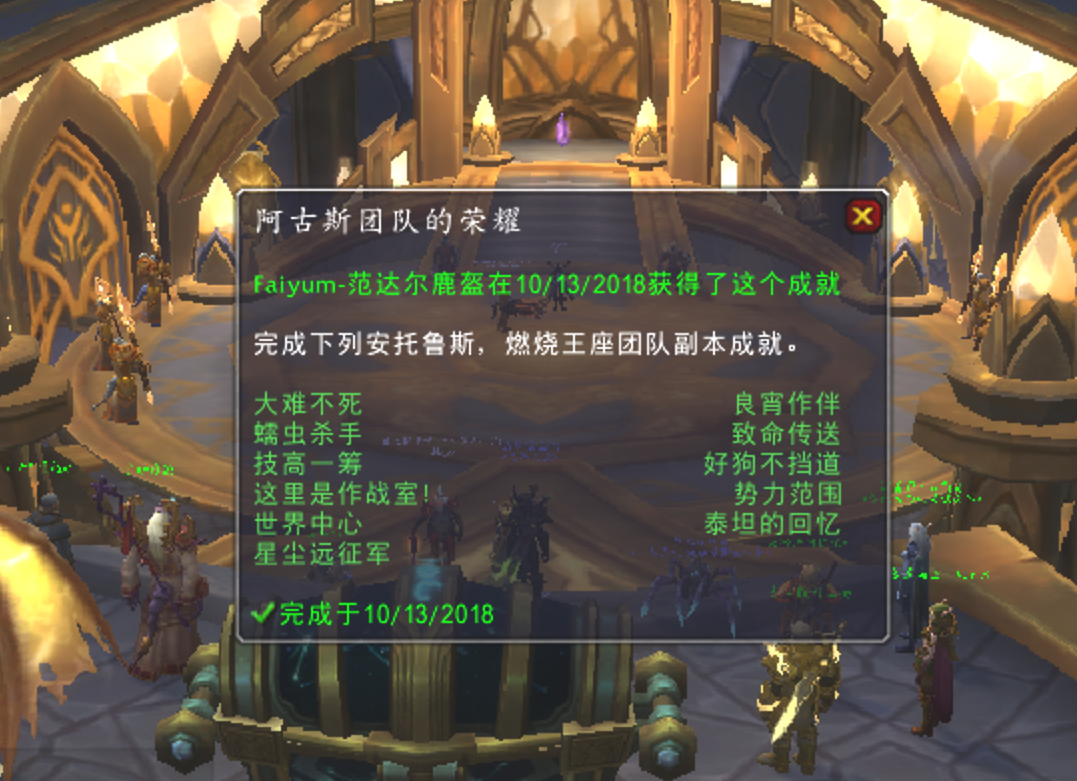 阿古斯团队的荣耀
Faiyum-范达尔鹿盔在10/13/2018获得了这个成就
完成下列安托鲁斯，燃烧王座团队副本成就。
大难不死 良宵作伴
蠕虫杀手 致命传送
技高一筹 好狗不挡道
这里是作战室！ 势力范围
世界中心 泰坦的回忆
星尘远征军
完成于10/13/2018